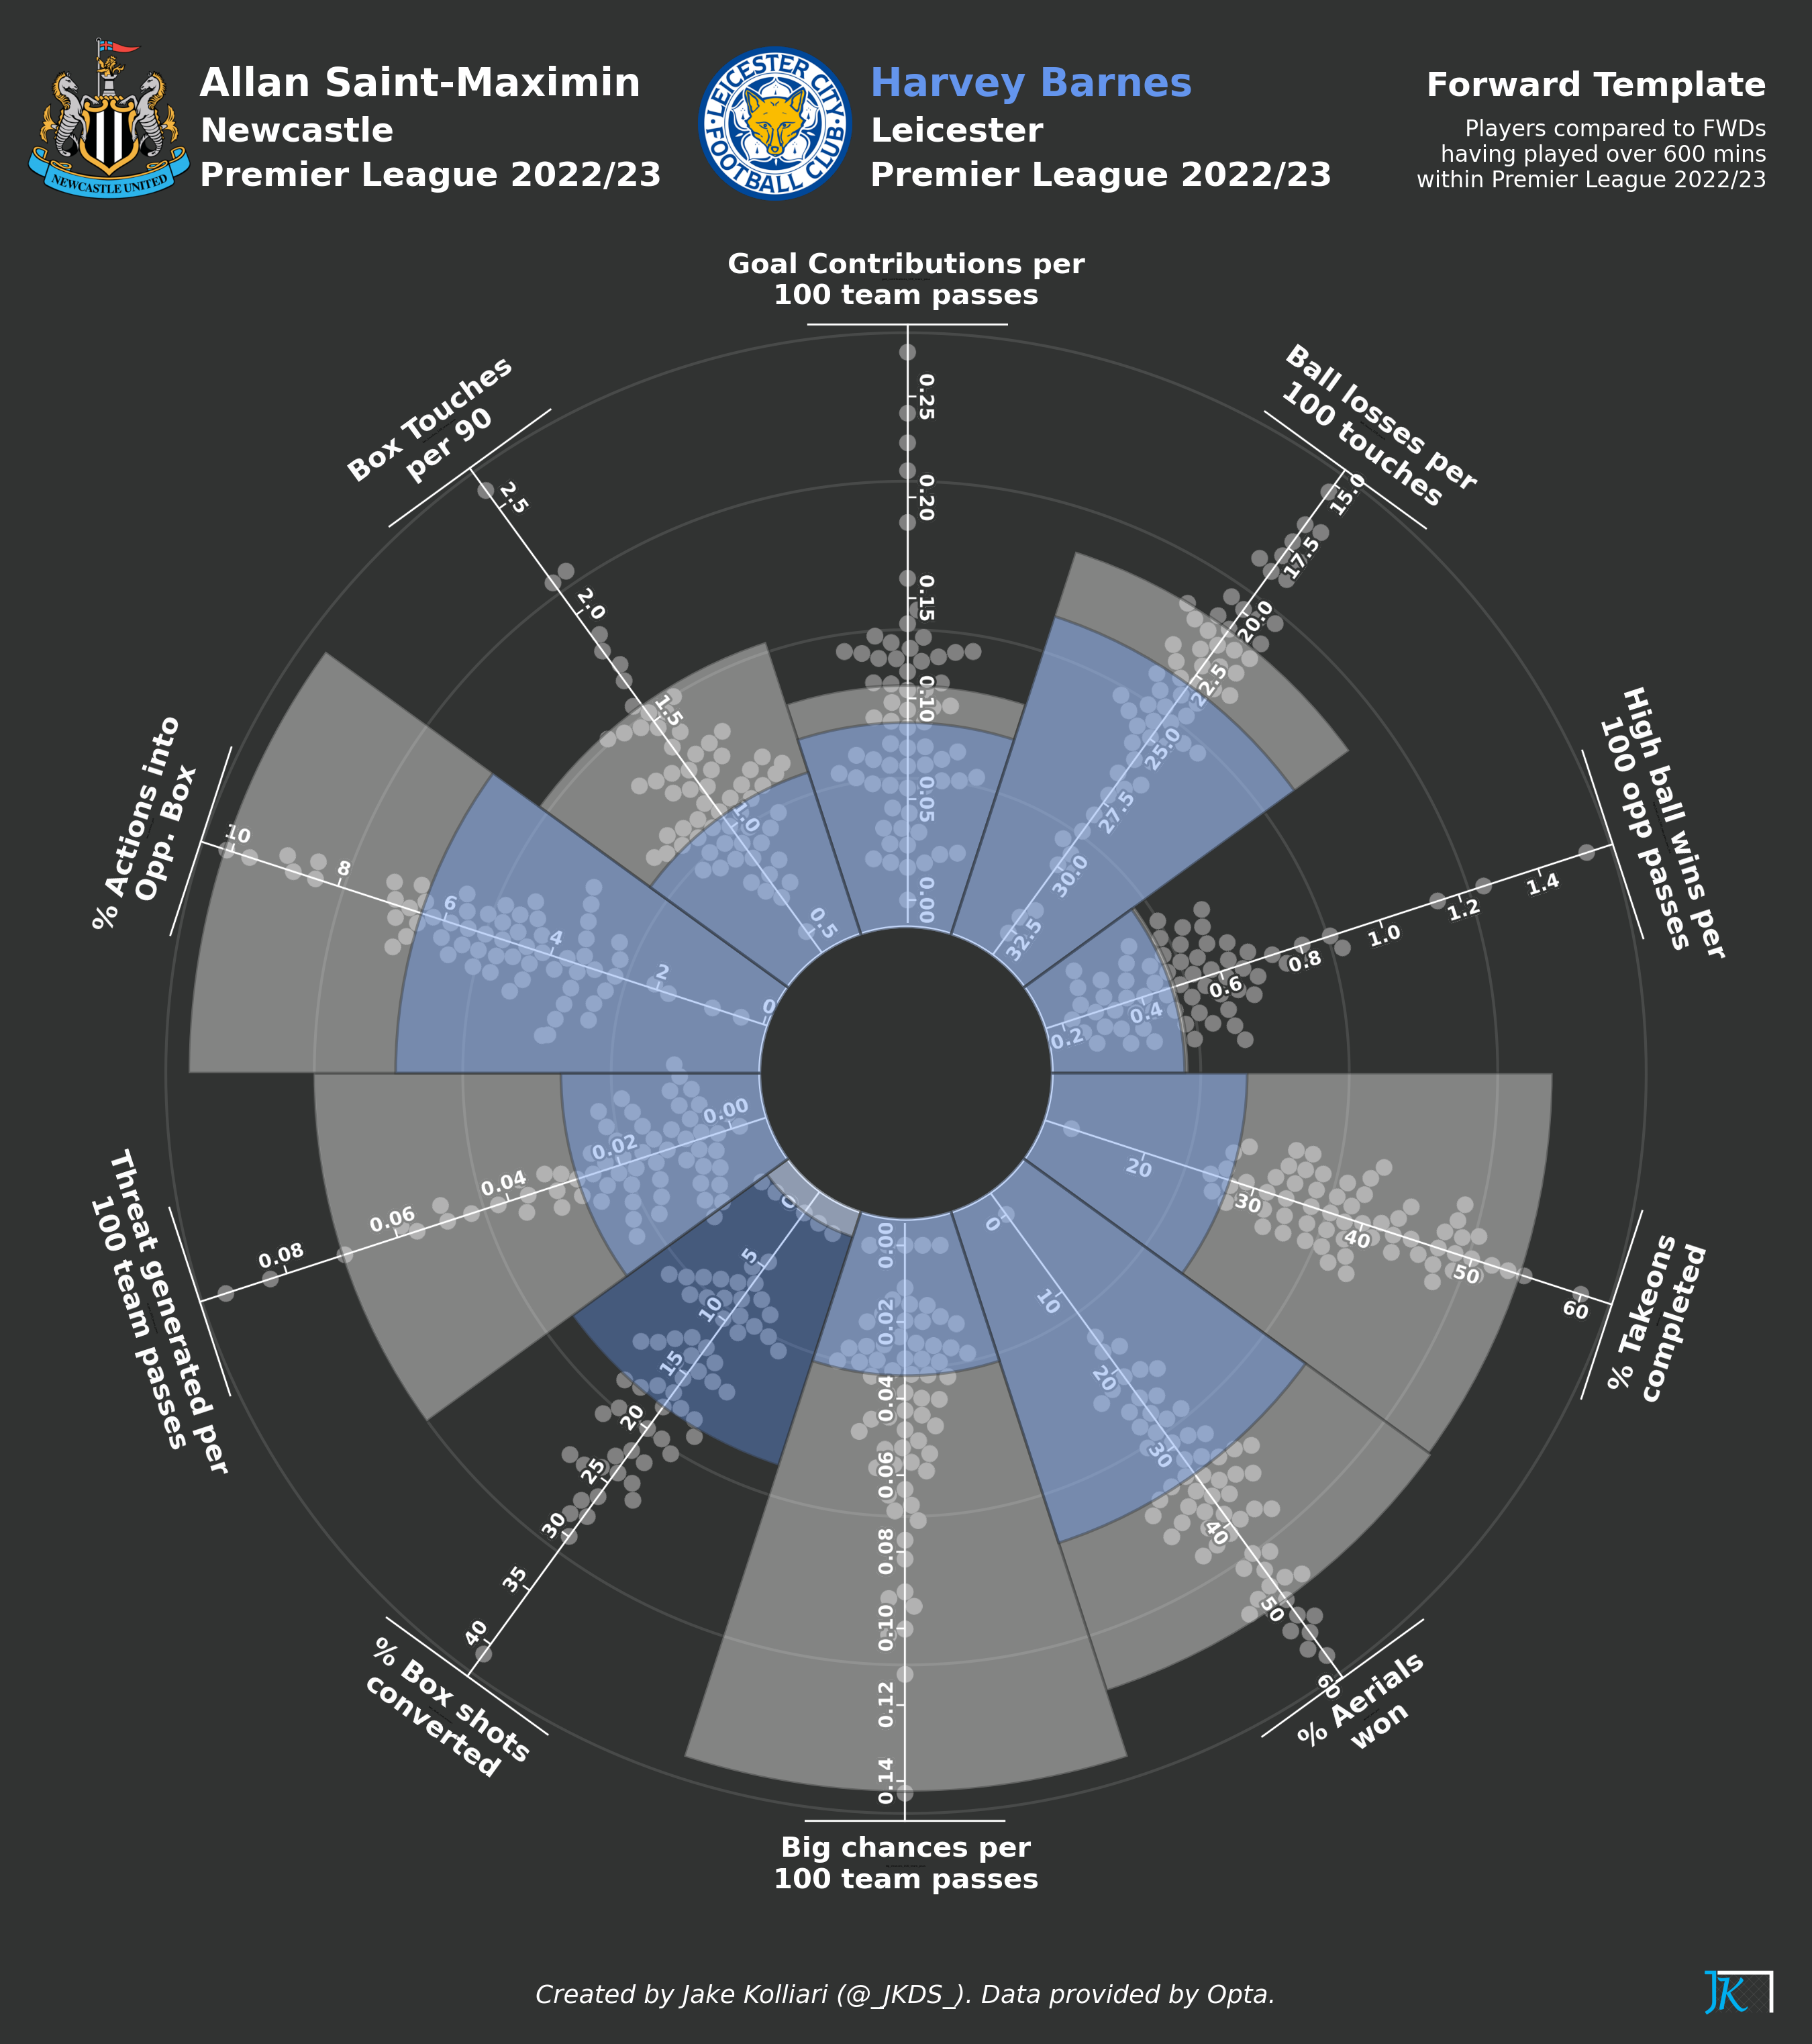 Allan Saint-Maximin
Newcastle
Premier League 2022/23
NEWCASTLE UNITED
Harvey Barnes
Leicester
Premier League 2022/23
LEICESTER CITY
FOOTBALL CLUB
Forward Template
Players compared to FWDs
having played over 600 mins
within Premier League 2022/23
Goal Contributions per
100 team passes
0.25
0.20
0.15
0.10
0.05
0.00
Ball losses per
100 touches
15.0
17.5
20.0
22.5
25.0
27.5
30.0
32.5
High ball wins per
100 opp passes
1.4
1.2
1.0
0.8
0.6
0.4
0.2
% Takeons
completed
20
30
40
50
60
% Aerials
won
0
10
20
30
40
50
60
Big chances per
100 team passes
0.00
0.02
0.04
0.06
0.08
0.10
0.12
0.14
% Box shots
converted
0
5
10
15
20
25
30
35
40
Threat generated per
100 team passes
0.00
0.02
0.04
0.06
0.08
% Actions into
Opp. Box
10
8
6
4
2
0
Box Touches
per 90
2.5
2.0
1.5
1.0
0.5
Created by Jake Kolliari (@_JKDS_). Data provided by Opta.
JK